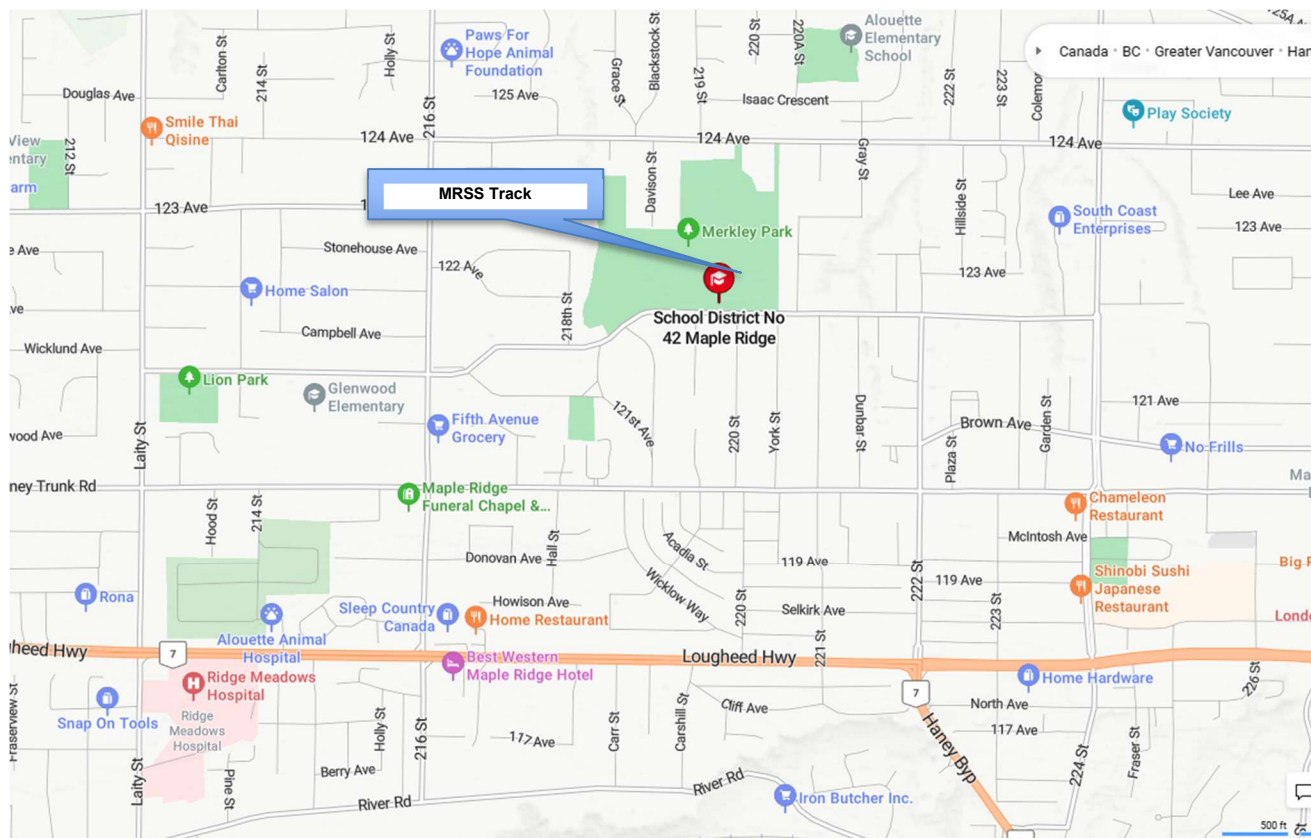 Canada · BC · Greater Vancouver · Har
Paws For
Hope Animal
Foundation
Alouette
Elementary
School
Carlton St
214 St
Holly St
216 St
Grace St
Blackstock St
219 St
220 St
220A St
222 St
223 St
Douglas Ave
125 Ave
Isaac Crescent
Smile Thai
Qisine
Play Society
124 Ave
124 Ave
124 Ave
View
entary
arm
212 St
Davison St
Gray St
Hillside St
MRSS Track
Lee Ave
123 Ave
South Coast
Enterprises
123 Ave
Merkley Park
e Ave
Stonehouse Ave
122 Ave
123 Ave
Home Salon
218th St
School District No
42 Maple Ridge
ve
Campbell Ave
Wicklund Ave
Lion Park
Glenwood
Elementary
121 Ave
121st Ave
220 St
York St
Dunbar St
Garden St
Fifth Avenue
Grocery
Brown Ave
wood Ave
Laity St
Plaza St
No Frills
Ma
ney Trunk Rd
Maple Ridge
Funeral Chapel &...
Hood St
214 St
Chameleon
Restaurant
McIntosh Ave
Donovan Ave
Hall St
Acadia St
119 Ave
Wicklow Way
222 St
119 Ave
Shinobi Sushi
Japanese
Restaurant
Big
Rona
Howison Ave
Sleep Country
Canada
Home Restaurant
220 St
Selkirk Ave
223 St
Alouette Animal
Hospital
221 St
gheed Hwy
7
Best Western
Maple Ridge Hotel
Lougheed Hwy
Ridge Meadows
Hospital
Ridge
Meadows
Hospital
7
Home Hardware
226 St
Snap On Tools
Fraserview St
Cliff Ave
North Ave
117 Ave
Holly St
216 St
117 Ave
Carr St
Carshill St
Haney Byp
224 St
Fraser St
Laity St
Pine St
Berry Ave
River Rd
River Rd
Iron Butcher Inc.
500 ft